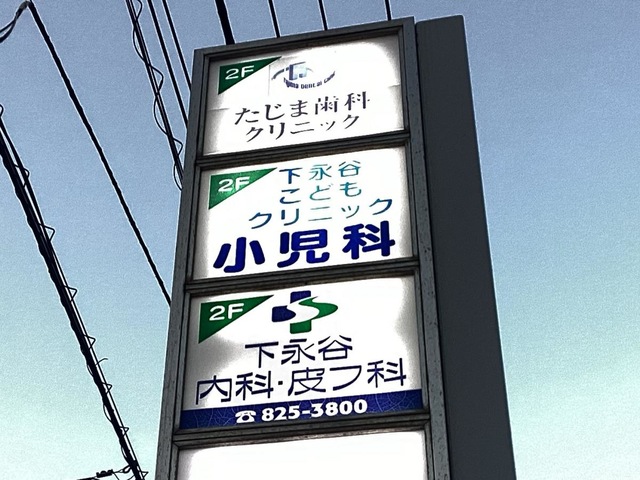 2F
たじま歯科
クリニック
2F
下永谷
こども
クリニック
小児科
2F
下永谷
内科・皮フ科
☎825-3800